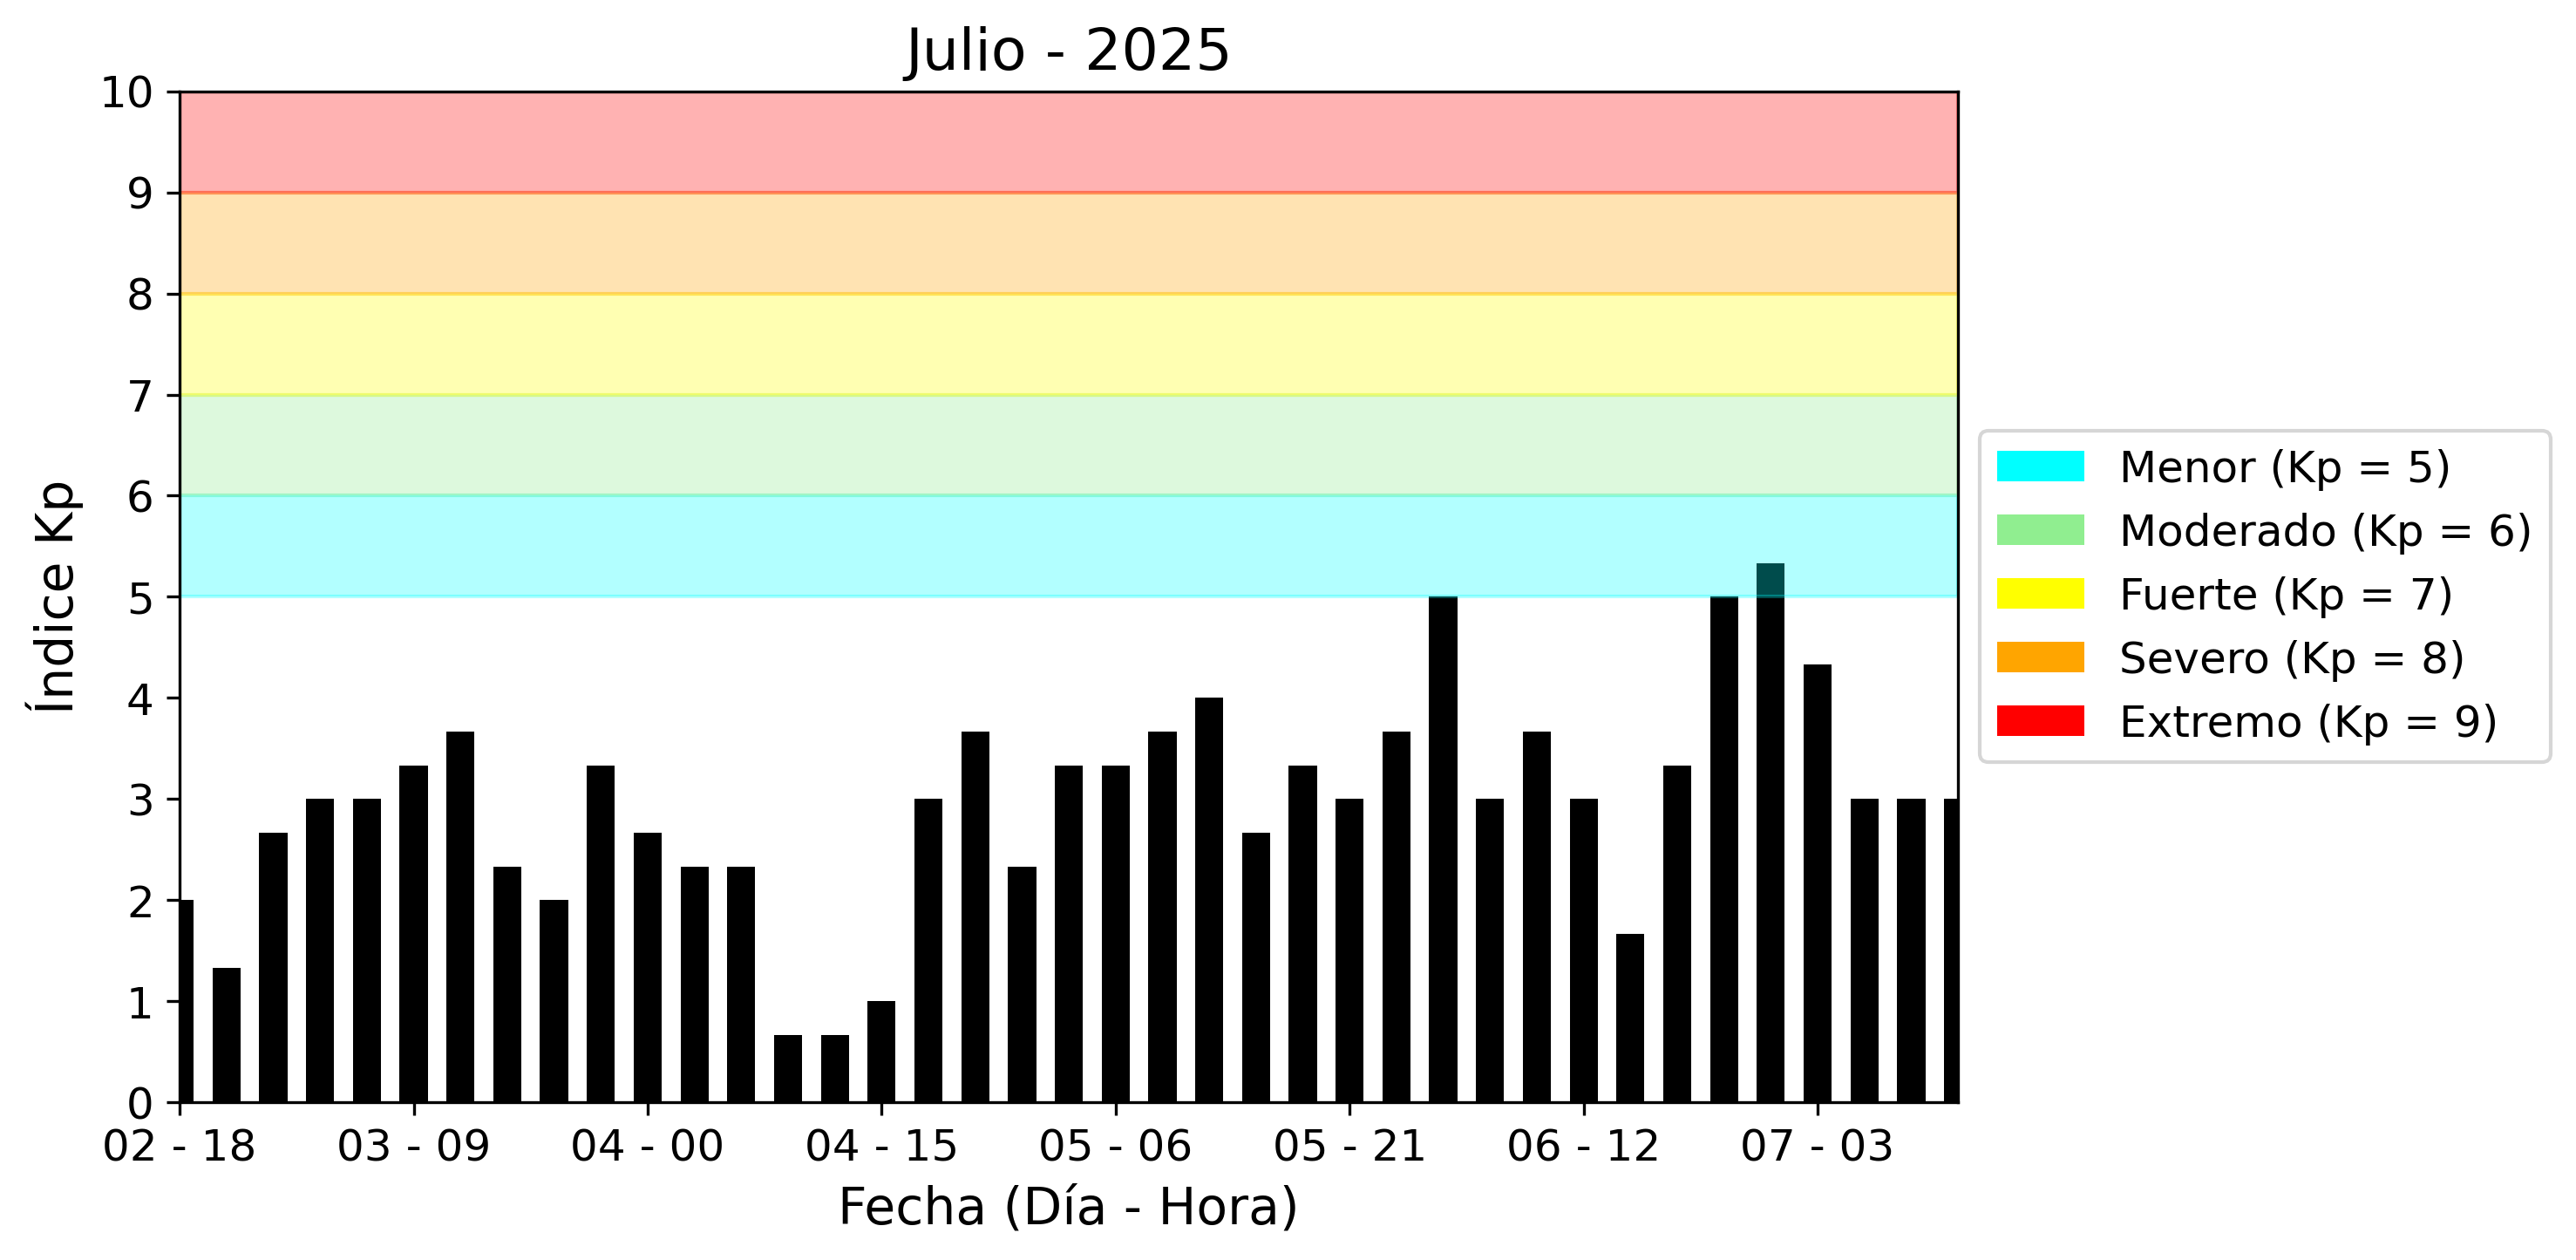 Julio - 2025
10
9
8
7
6
5
4
3
2
1
0
Índice Kp
02 - 18
03 - 09
04 - 00
04 - 15
05 - 06
05 - 21
06 - 12
07 - 03
Fecha (Día - Hora)
Menor (Kp = 5)
Moderado (Kp = 6)
Fuerte (Kp = 7)
Severo (Kp = 8)
Extremo (Kp = 9)